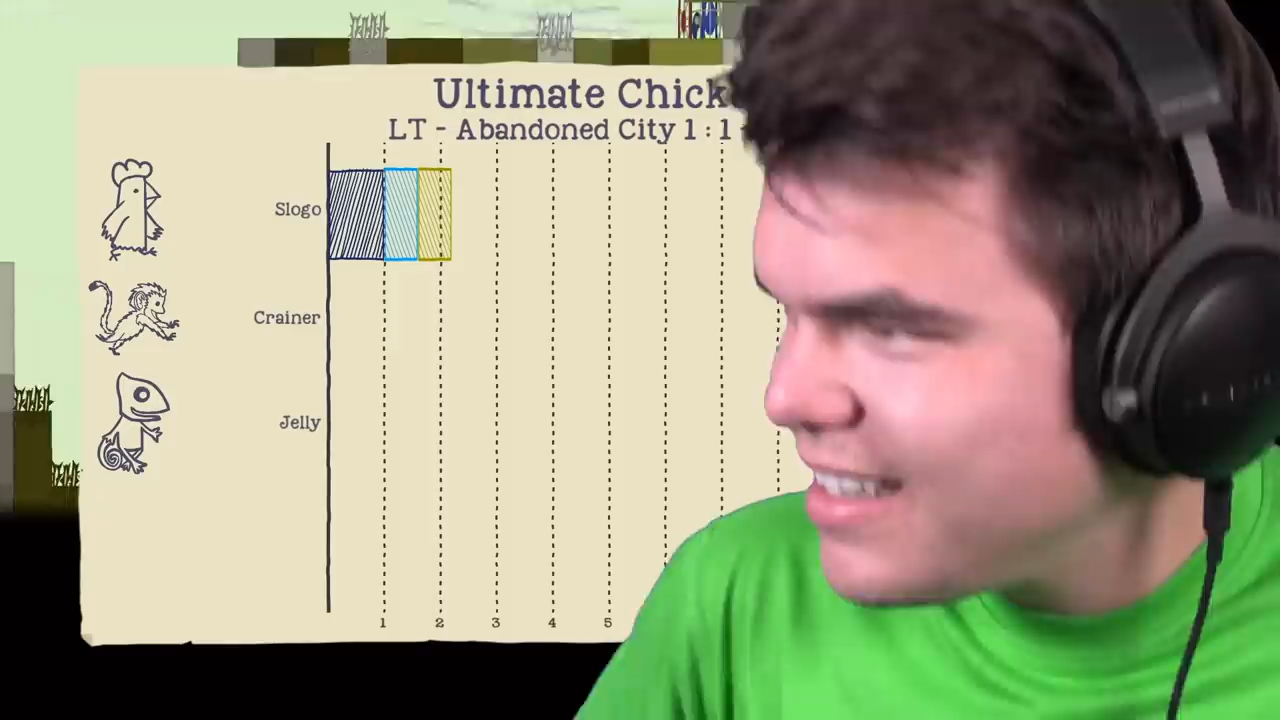 Ultimate Chick
LT - Abandoned City 1 : 1 -
Slogo
Crainer
Jelly
1 2 3 4 5